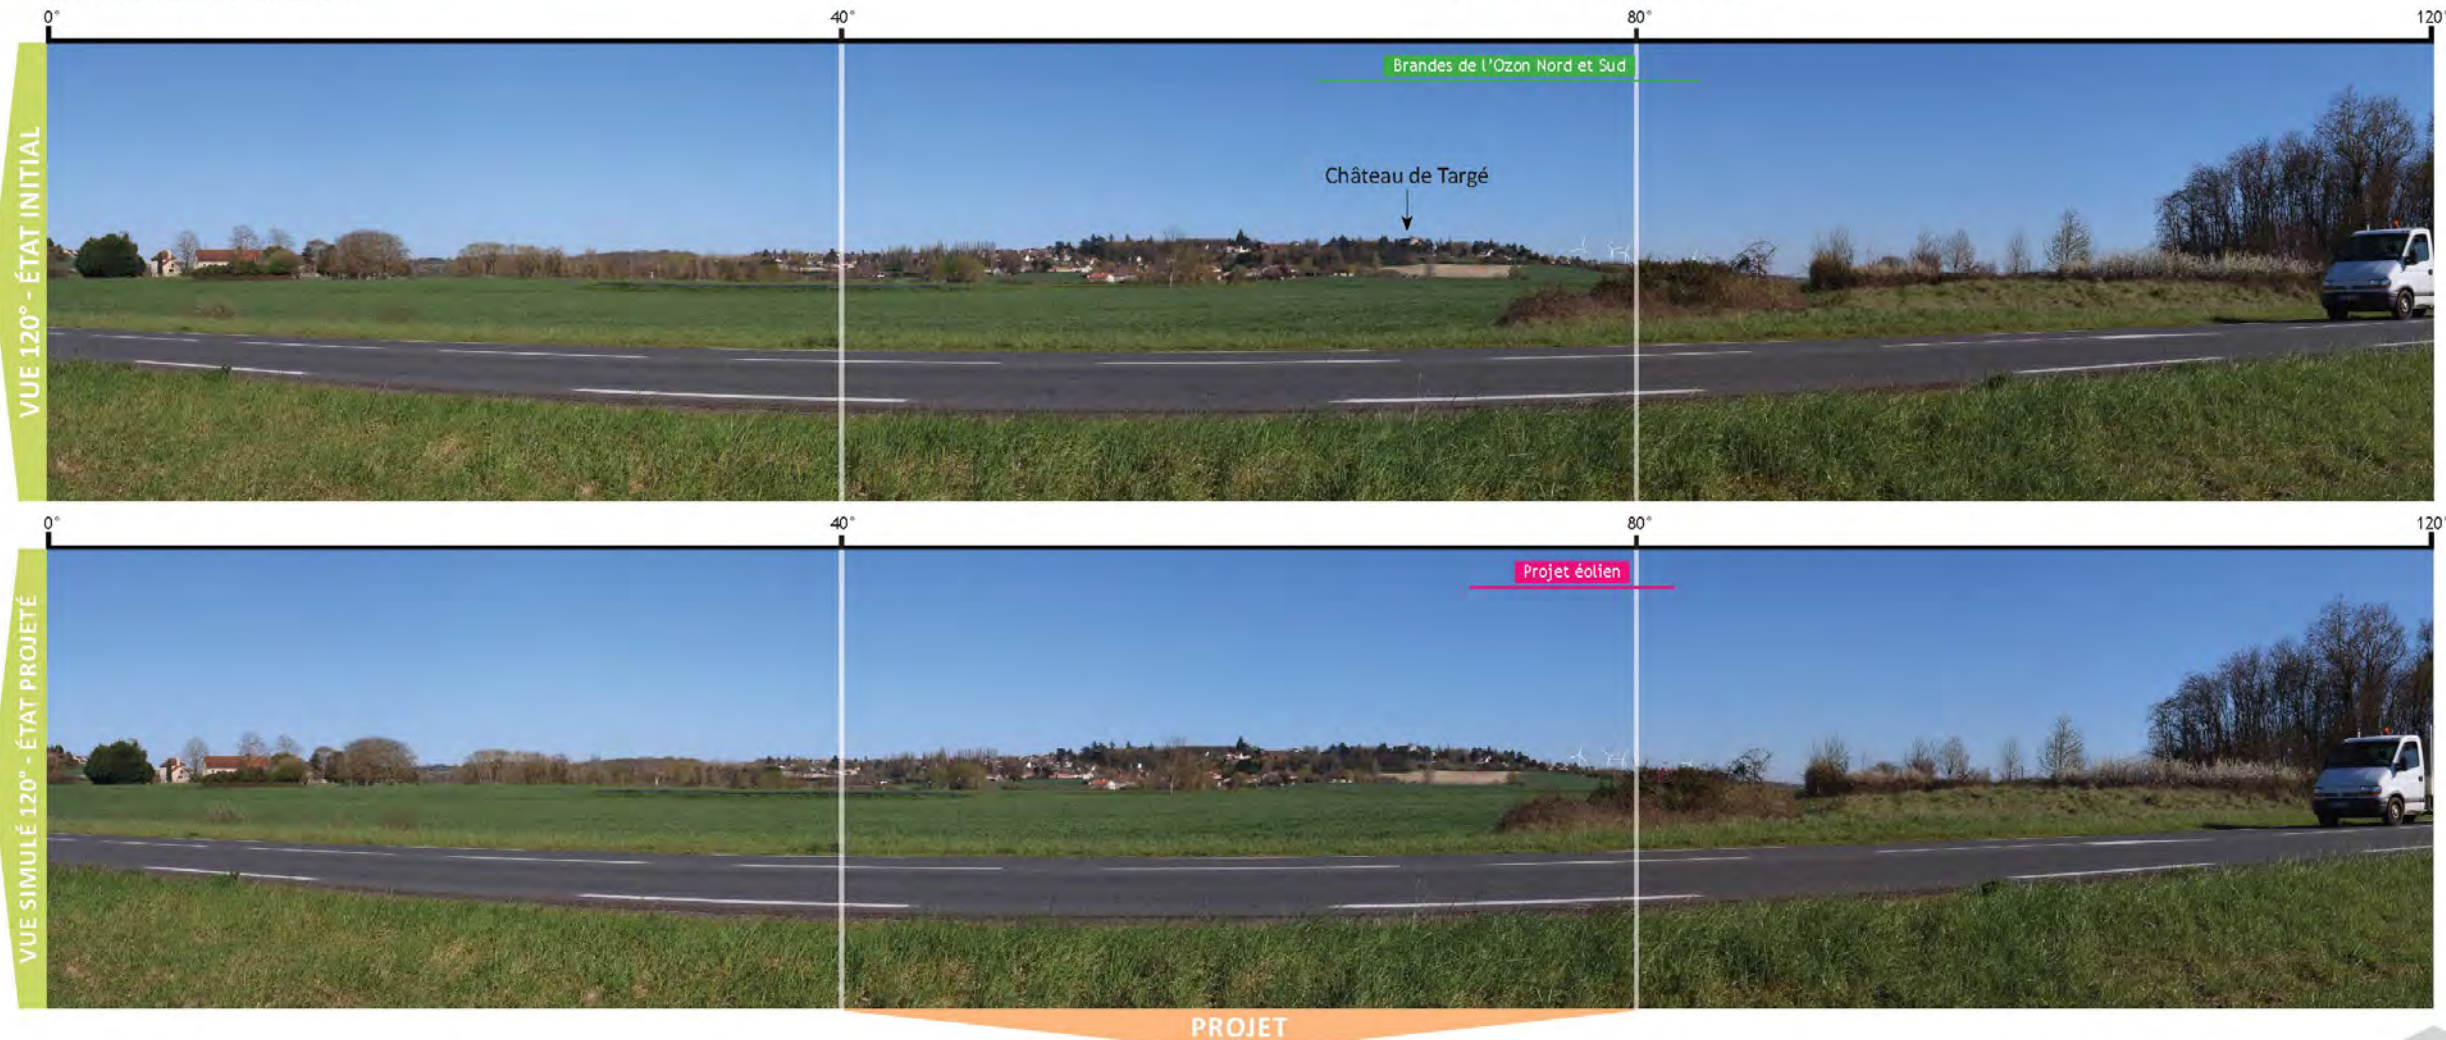 0°
40°
80°
120°
VUE 120° - ÉTAT INITIAL
Brandes de l'Ozon Nord et Sud
Château de Targé
0°
40°
80°
120°
VUE SIMULÉ 120° - ÉTAT PROJETÉ
Projet éolien
PROJET